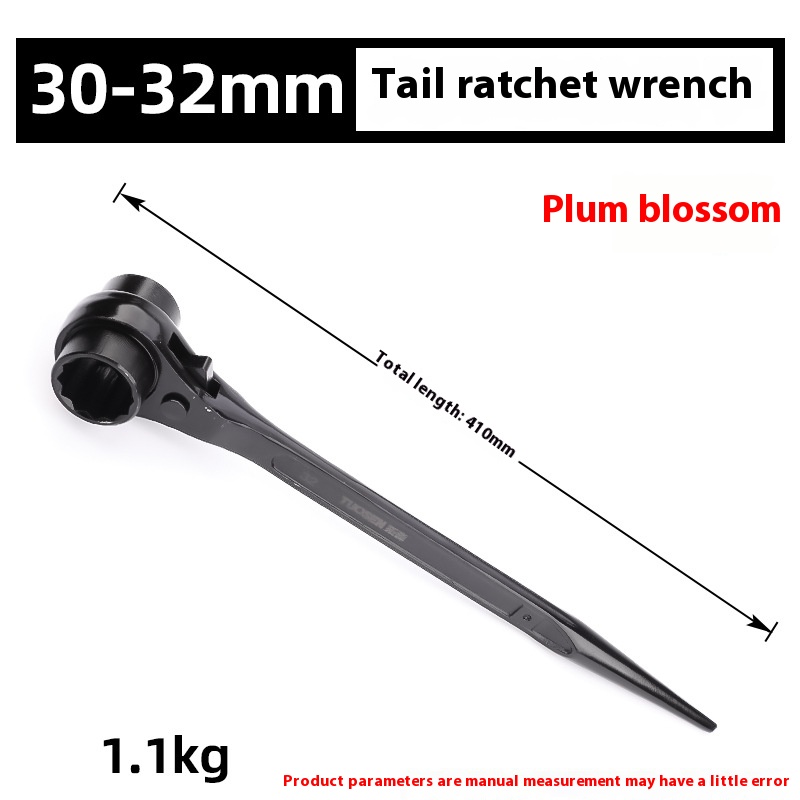 30-32mm
Tail ratchet wrench
Plum blossom
Total length: 410mm
32
1.1kg
Product parameters are manual measurement may have a little error